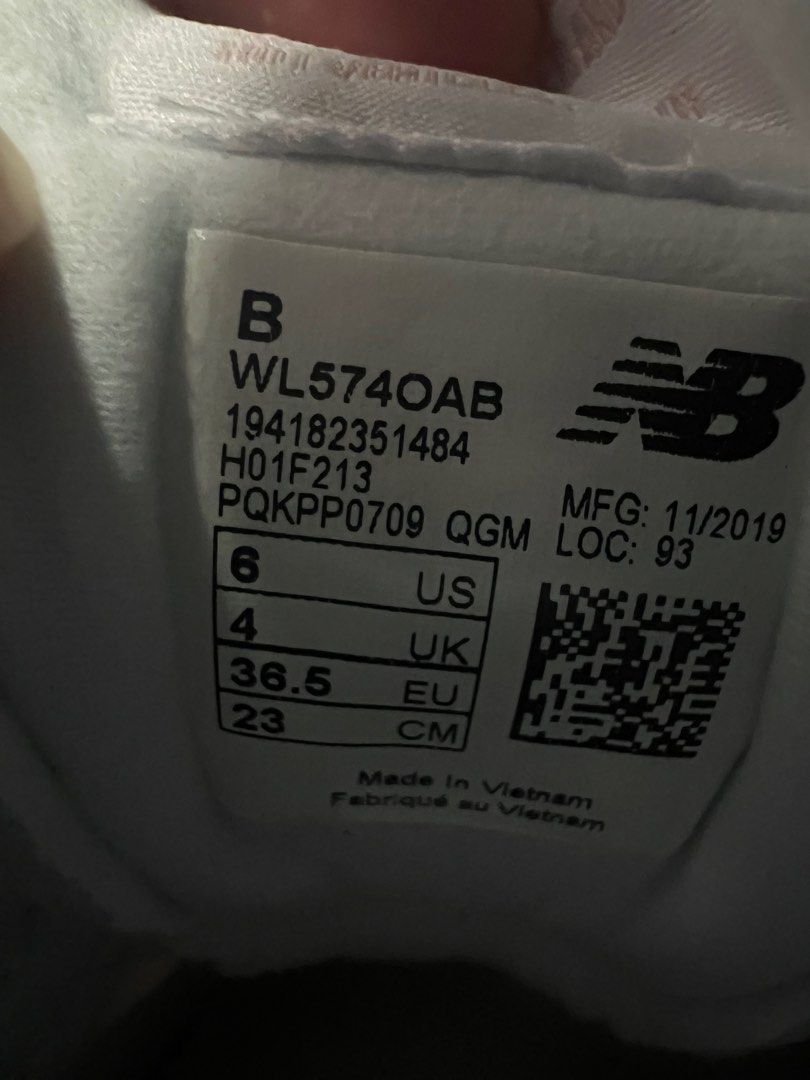 B
WL574OAB
194182351484
H01F213
PQKPP0709 QGM
NB
MFG: 11/2019
LOC: 93
6 US
4 UK
36.5 EU
23 CM
Made in Vietnam
Fabriqué au Vietnam